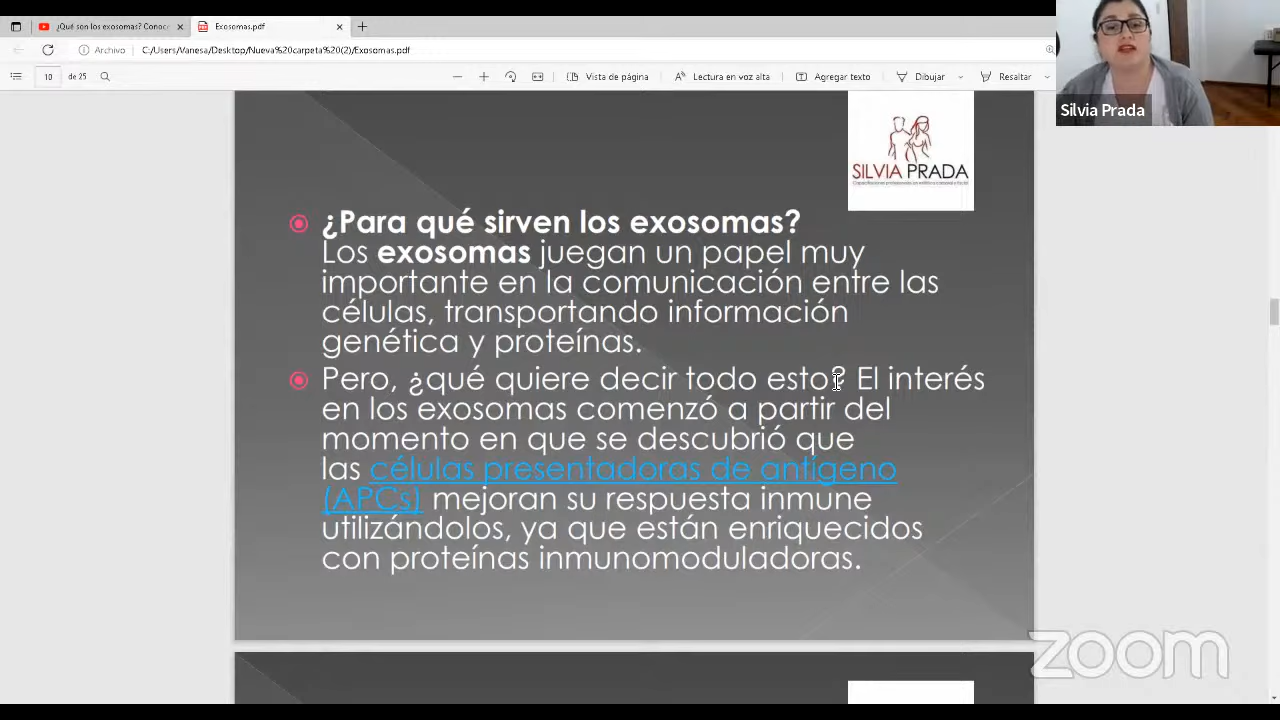 ¿Qué son los exosomas? Conoce
Exosomas.pdf
Archivo
C:/Users/Vanesa/Desktop/Nueva%20carpeta%20(2)/Exosomas.pdf
10 de 25
Vista de página
Lectura en voz alta
Agregar texto
Dibujar
Resaltar
Silvia Prada
SILVIA PRADA
¿Para qué sirven los exosomas?
Los exosomas juegan un papel muy
importante en la comunicación entre las
células, transportando información
genética y proteínas.
Pero, ¿qué quiere decir todo esto? El interés
en los exosomas comenzó a partir del
momento en que se descubrió que
las células presentadoras de antígeno
(APCs) mejoran su respuesta inmune
utilizándolos, ya que están enriquecidos
con proteínas inmunomoduladoras.
zoom